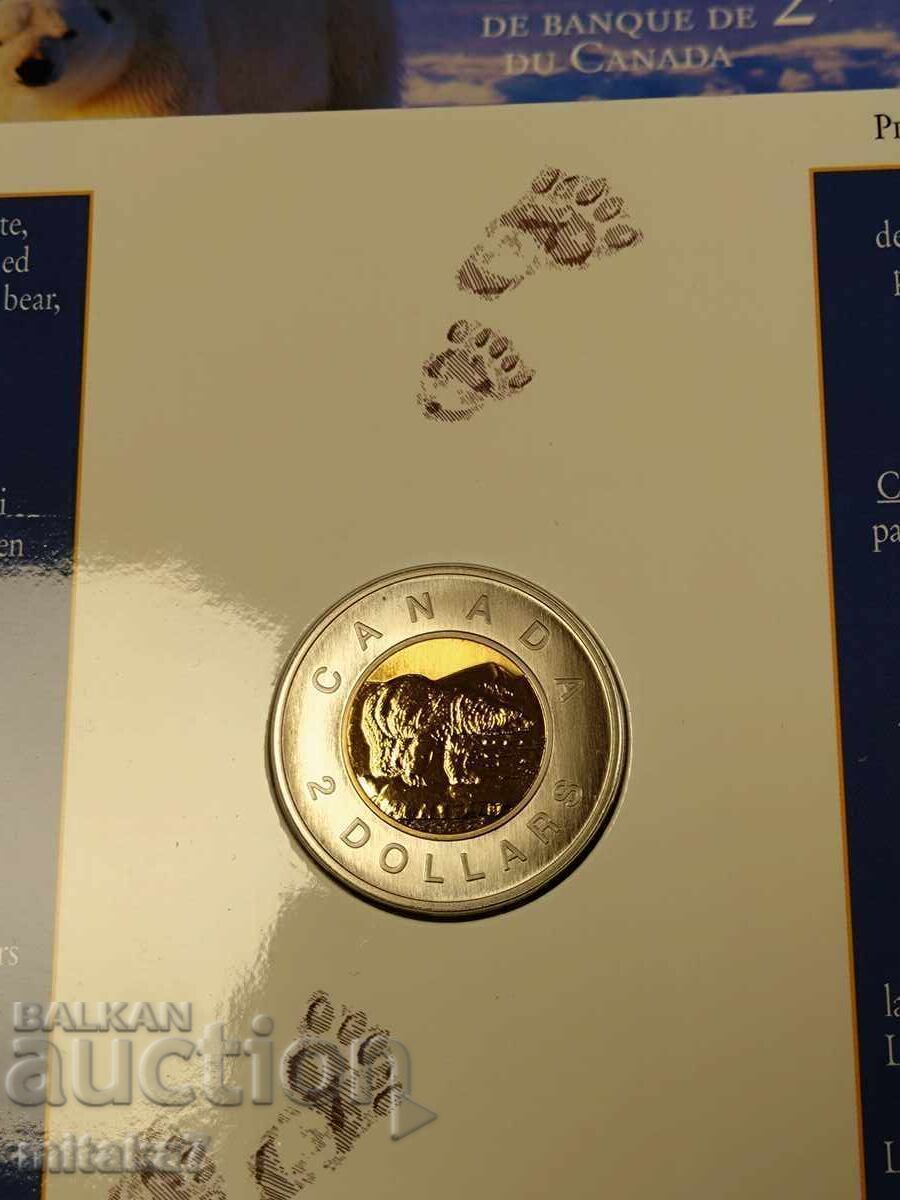 DE BANQUE DE 2
DU CANADA
te,
ed
bear,
i
en
rs
CANADA
2 DOLLARS
de
C
pa
la
L
L
BALKAN
auction
mitaka7